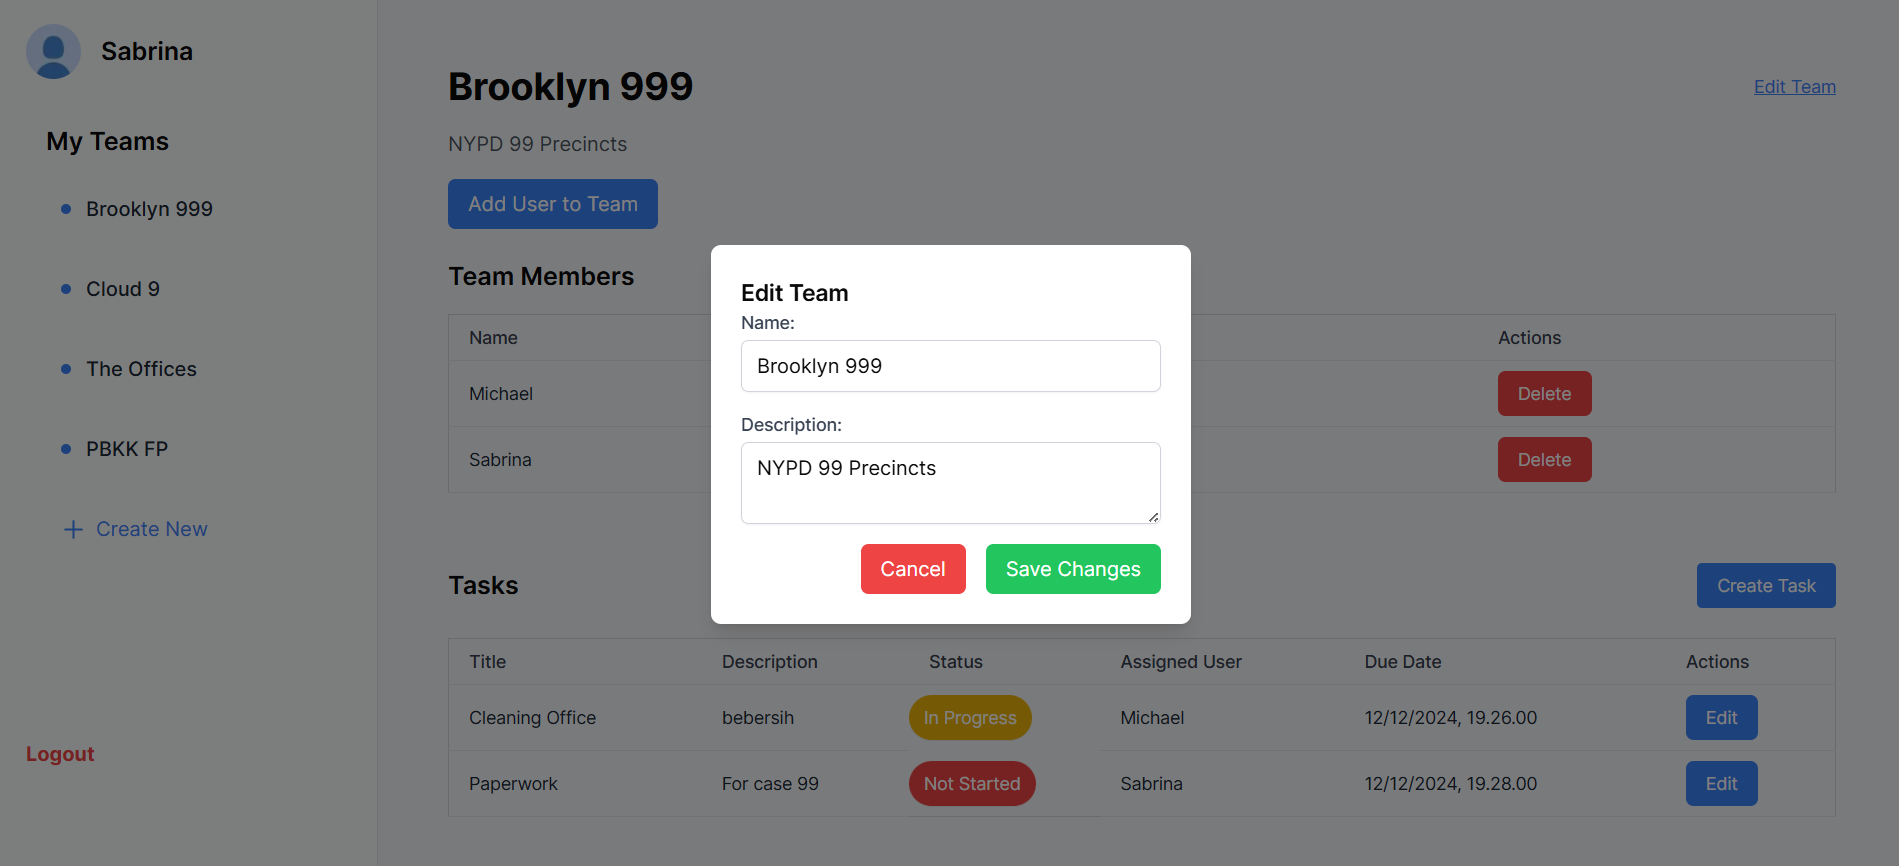 Sabrina
My Teams
Brooklyn 999
Cloud 9
The Offices
PBKK FP
Create New
Logout
Brooklyn 999
Edit Team
NYPD 99 Precincts
Add User to Team
Team Members
Name Actions
Michael Delete
Sabrina Delete
Edit Team
Name:
Brooklyn 999
Description:
NYPD 99 Precincts
Cancel Save Changes
Tasks
Create Task
Title Description Status Assigned User Due Date Actions
Cleaning Office bebersih In Progress Michael 12/12/2024, 19.26.00 Edit
Paperwork For case 99 Not Started Sabrina 12/12/2024, 19.28.00 Edit